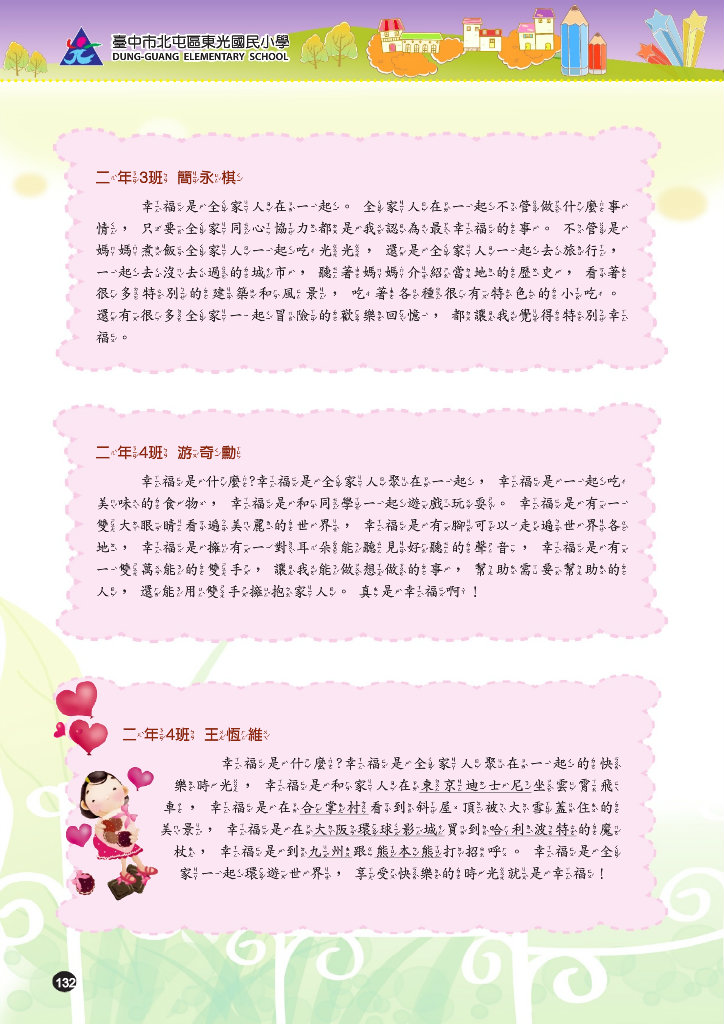 臺中市北屯區東光國民小學
DUNG-GUANG ELEMENTARY SCHOOL
二年3班 簡永棋
幸福是全家人在一起。全家人在一起不管做什麼事
情,只要全家同心協力都是我認為最幸福的事。不管是
媽媽煮飯全家人一起吃光光,還是全家人一起去旅行,
一起去沒去過的城市,聽著媽媽介紹當地的歷史,看著
很多特別的建築和風景,吃著各種很有特色的小吃。
還有很多全家一起冒險的歡樂回憶,都讓我覺得特別幸
福。
二年4班 游奇勳
幸福是什麼?幸福是全家人聚在一起,幸福是一起吃
美味的食物,幸福是和同學一起遊戲玩耍。幸福是有一
雙大眼睛看遍美麗的世界,幸福是有腳可以走遍世界各
地,幸福是擁有一對耳朵能聽見好聽的聲音,幸福是有
一雙萬能的雙手,讓我能做想做的事,幫助需要幫助的
人,還能用雙手擁抱家人。真是幸福啊!
二年4班 王恆維
幸福是什麼?幸福是全家人聚在一起的快
樂時光,幸福是和家人在東京迪士尼坐雲霄飛
車,幸福是在合掌村看到斜屋頂被大雪蓋住的
美景,幸福是在大阪環球影城買到哈利波特的魔
杖,幸福是到九州跟熊本熊打招呼。幸福是全
家一起環遊世界,享受快樂的時光就是幸福!
132